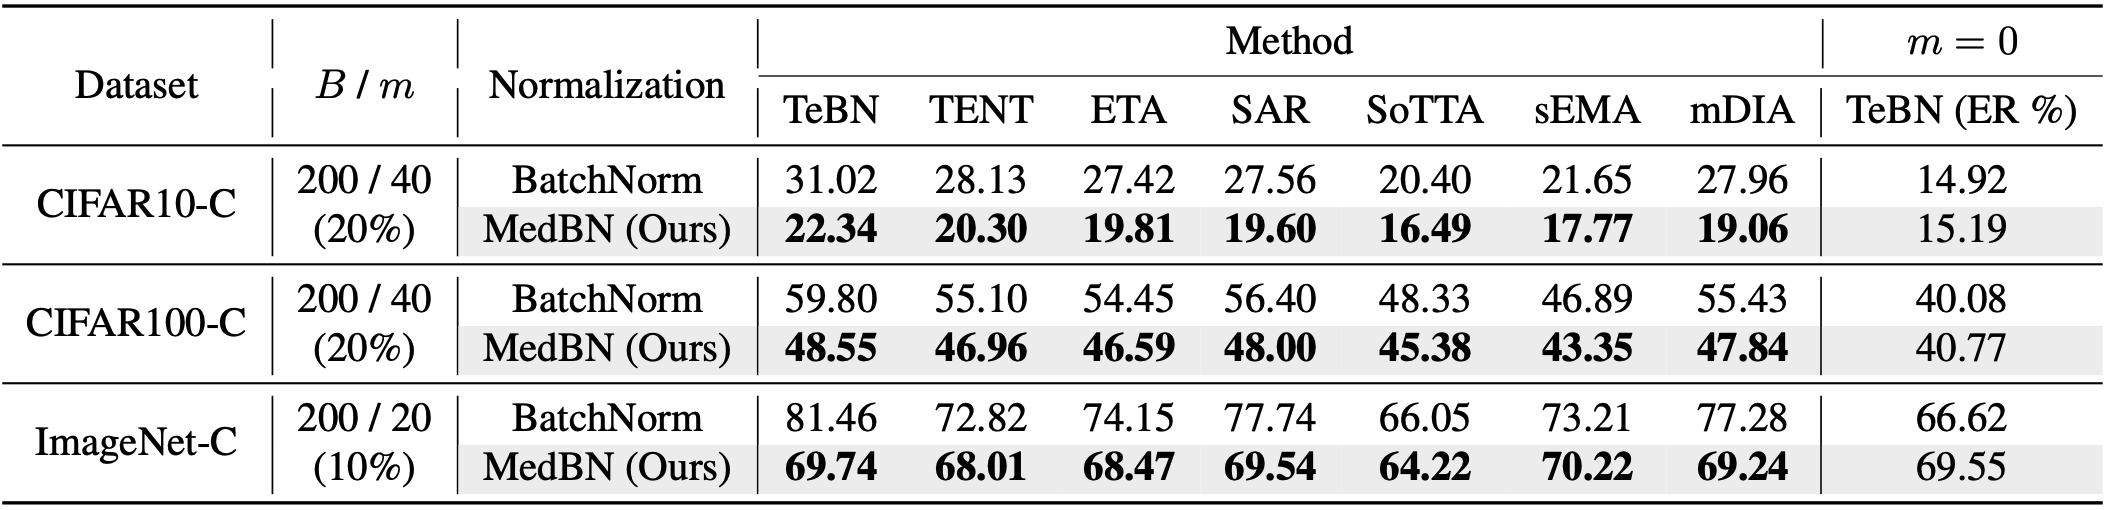 Dataset B / m Normalization Method m = 0
TeBN TENT ETA SAR SoTTA sEMA mDIA TeBN (ER %)
CIFAR10-C 200 / 40 (20%) BatchNorm 31.02 28.13 27.42 27.56 20.40 21.65 27.96 14.92
MedBN (Ours) 22.34 20.30 19.81 19.60 16.49 17.77 19.06 15.19
CIFAR100-C 200 / 40 (20%) BatchNorm 59.80 55.10 54.45 56.40 48.33 46.89 55.43 40.08
MedBN (Ours) 48.55 46.96 46.59 48.00 45.38 43.35 47.84 40.77
ImageNet-C 200 / 20 (10%) BatchNorm 81.46 72.82 74.15 77.74 66.05 73.21 77.28 66.62
MedBN (Ours) 69.74 68.01 68.47 69.54 64.22 70.22 69.24 69.55